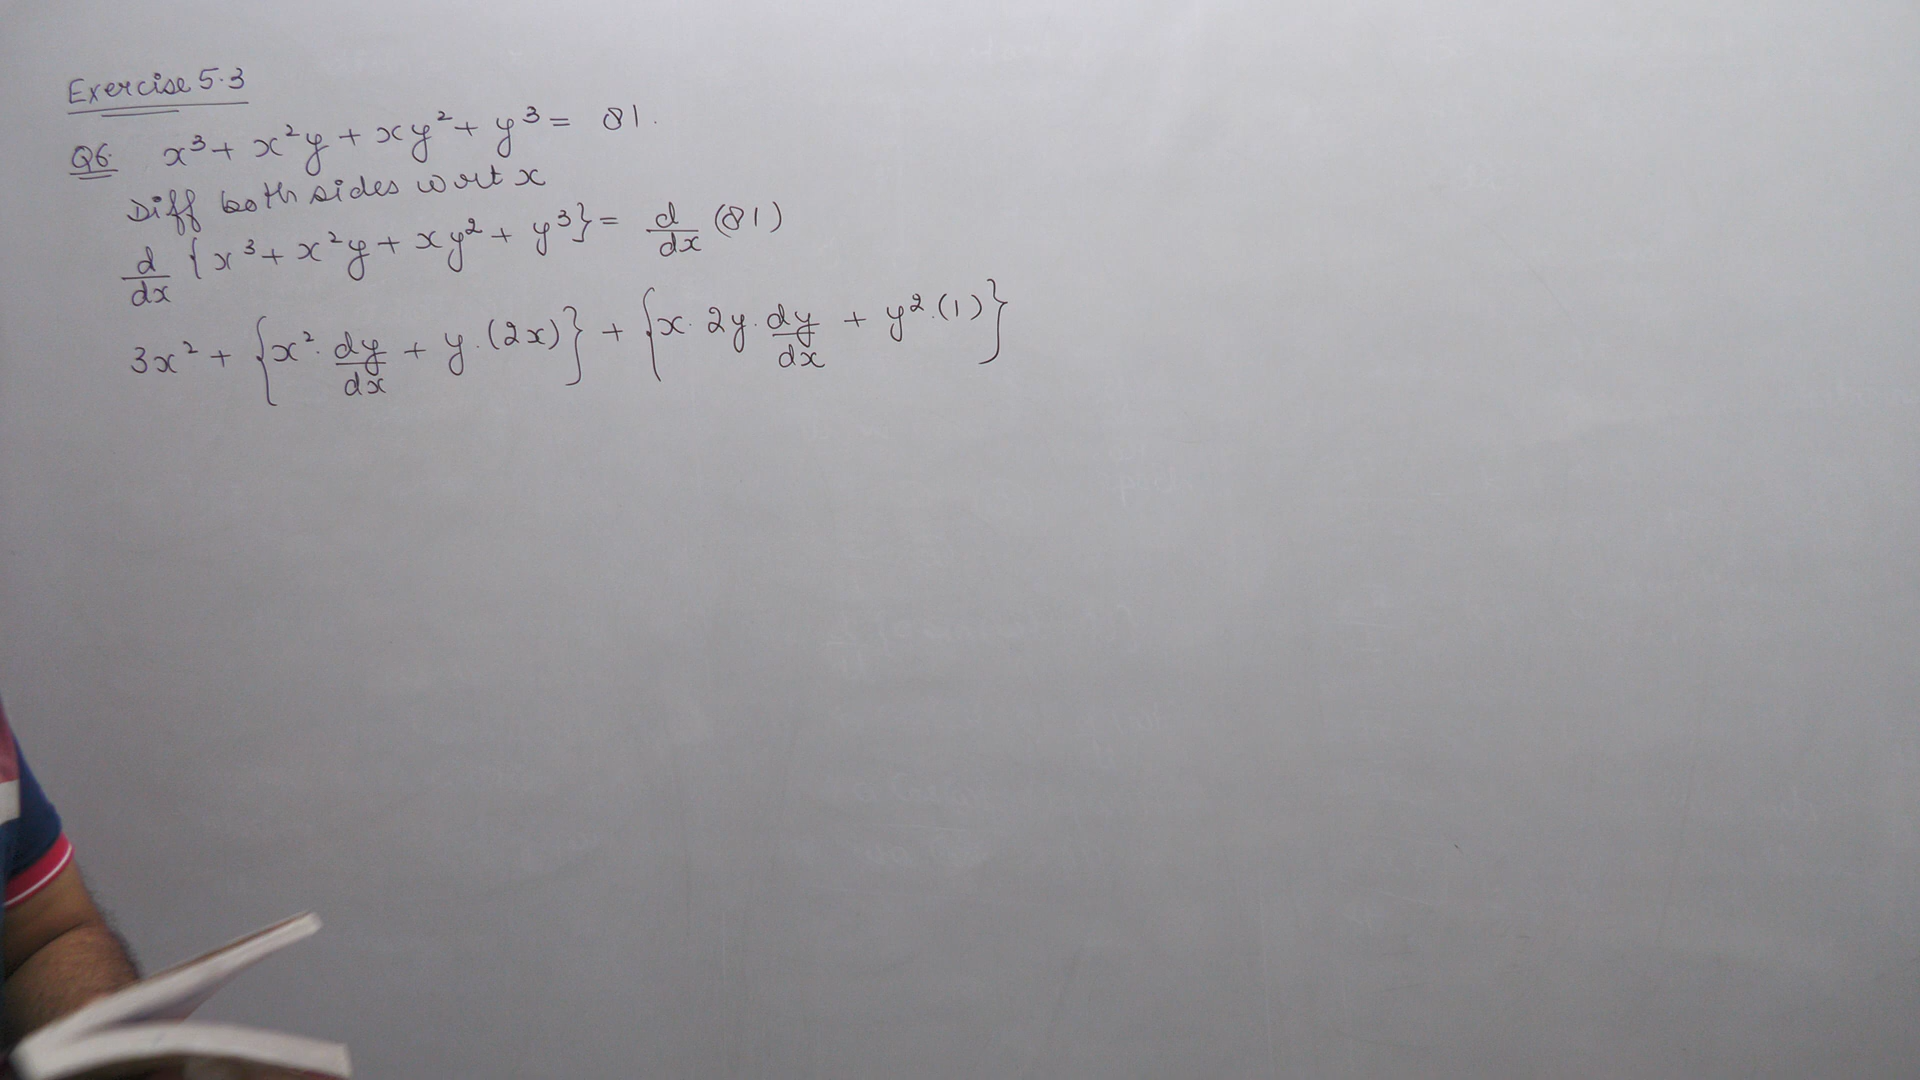 Exercise 5.3
Q6. x³ + x²y + xy² + y³ = 81.
Diff both sides wrt x
d/dx {x³ + x²y + xy² + y³} = d/dx (81)
3x² + {x². dy/dx + y.(2x)} + {x. 2y. dy/dx + y².(1)}